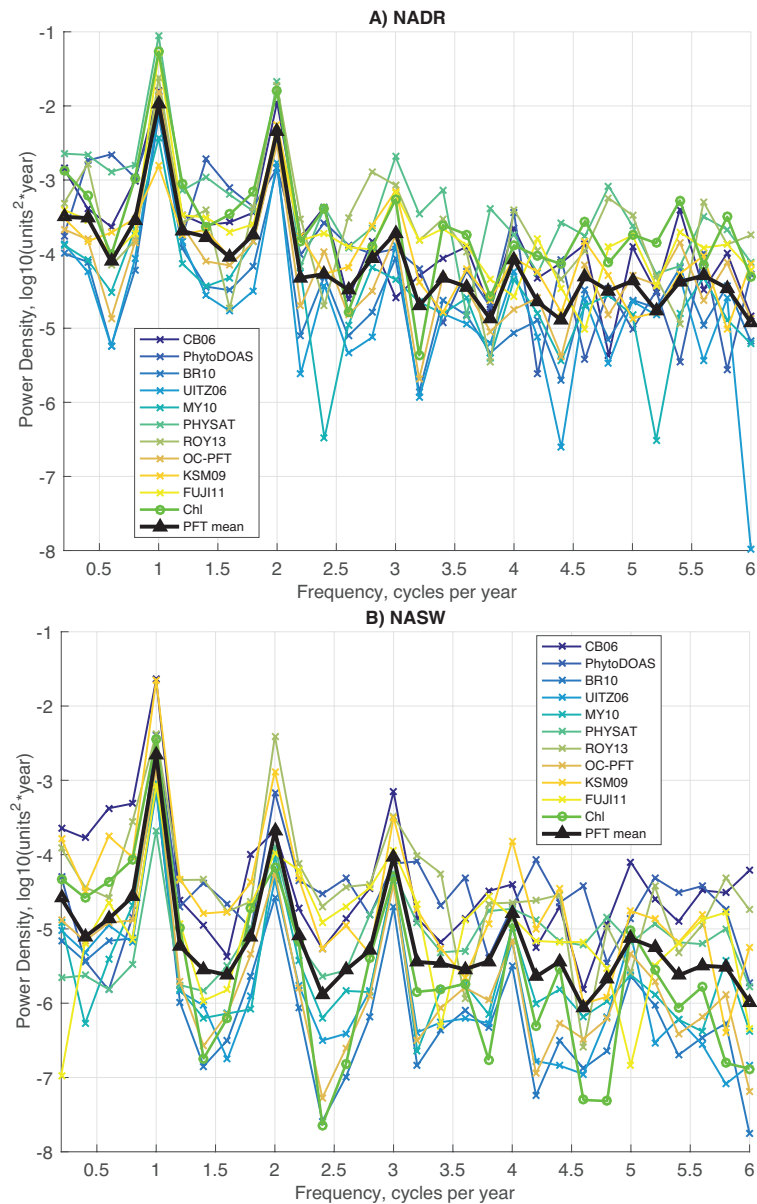 A) NADR
-1
-2
-3
-4
-5
-6
-7
-8
Power Density, log10(units²*year)
CB06
PhytoDOAS
BR10
UITZ06
MY10
PHYSAT
ROY13
OC-PFT
KSM09
FUJI11
Chl
PFT mean
0.5 1 1.5 2 2.5 3 3.5 4 4.5 5 5.5 6
Frequency, cycles per year
B) NASW
-1
-2
-3
-4
-5
-6
-7
-8
Power Density, log10(units²*year)
CB06
PhytoDOAS
BR10
UITZ06
MY10
PHYSAT
ROY13
OC-PFT
KSM09
FUJI11
Chl
PFT mean
0.5 1 1.5 2 2.5 3 3.5 4 4.5 5 5.5 6
Frequency, cycles per year